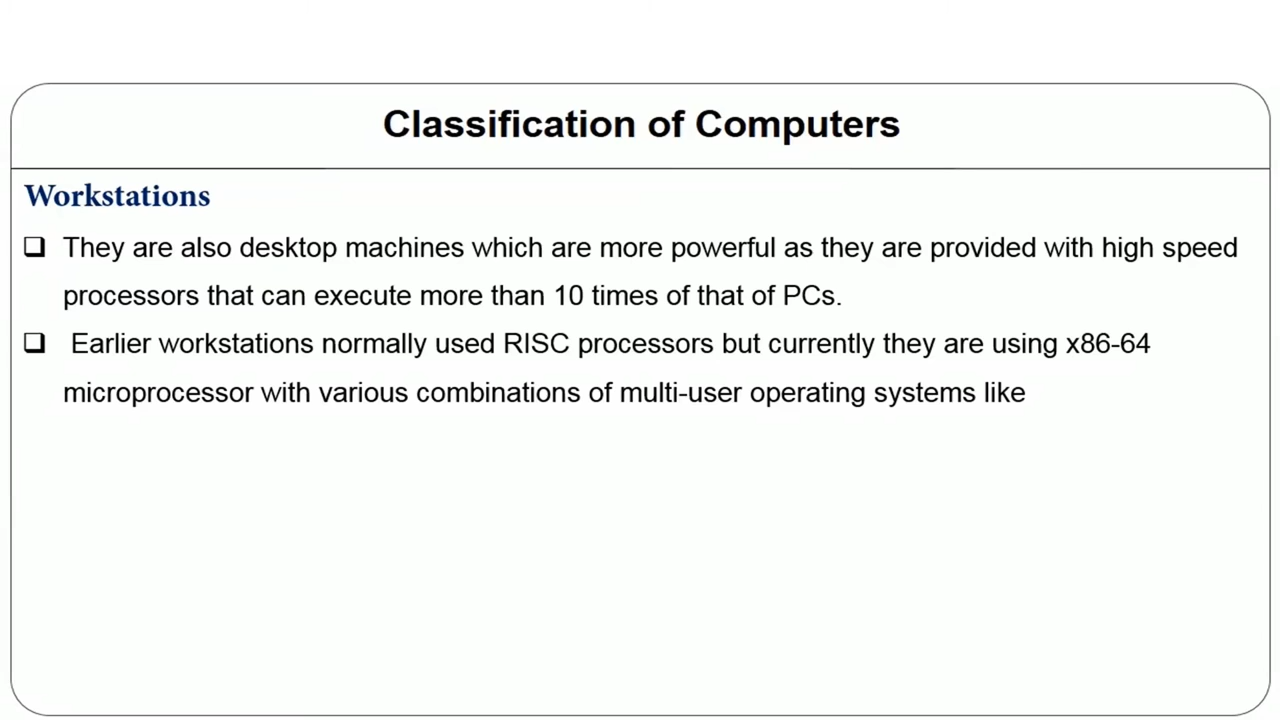 Classification of Computers
Workstations
❑ They are also desktop machines which are more powerful as they are provided with high speed
processors that can execute more than 10 times of that of PCs.
❑ Earlier workstations normally used RISC processors but currently they are using x86-64
microprocessor with various combinations of multi-user operating systems like